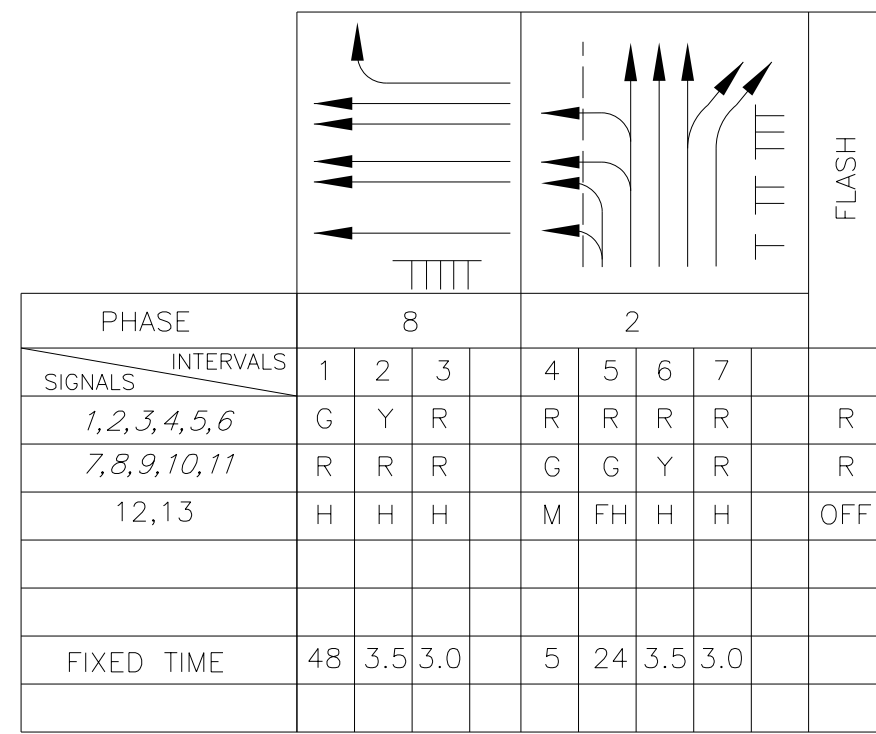 FLASH
PHASE 8 2
INTERVALS
SIGNALS 1 2 3 4 5 6 7
1,2,3,4,5,6 G Y R R R R R R
7,8,9,10,11 R R R G G Y R R
12,13 H H H M FH H H OFF
FIXED TIME 48 3.5 3.0 5 24 3.5 3.0